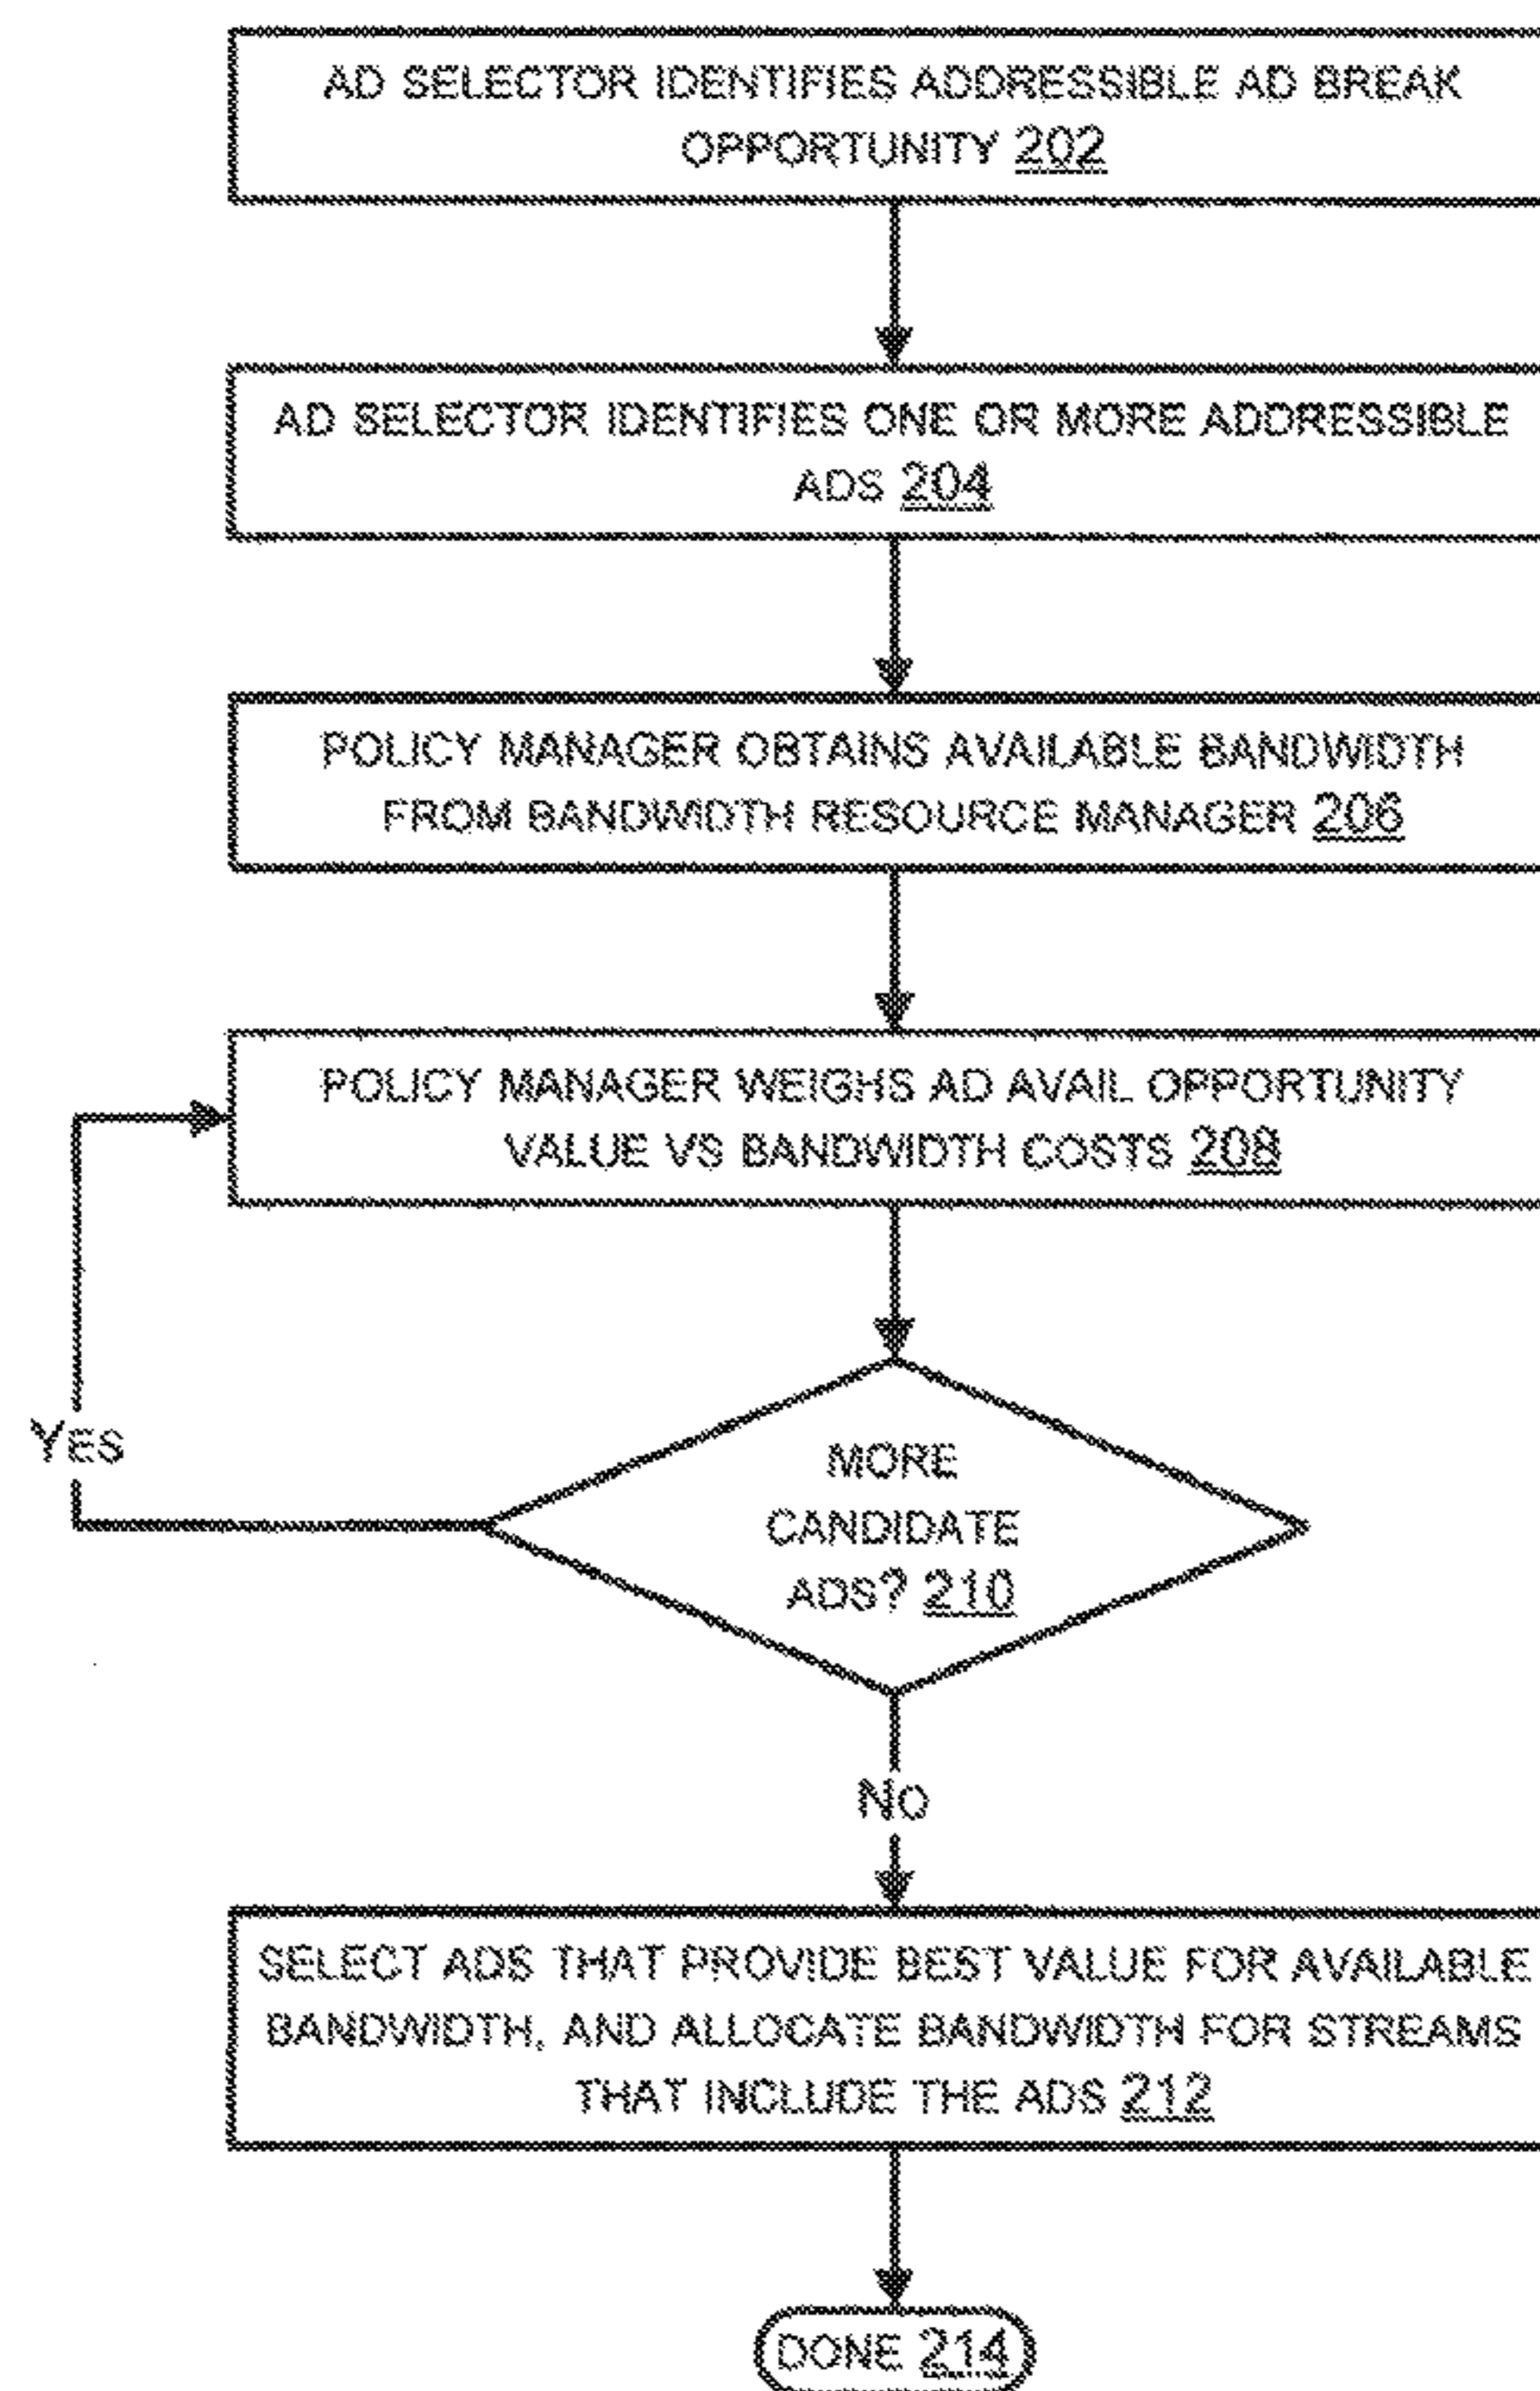 AD SELECTOR IDENTIFIES ADDRESSIBLE AD BREAK
OPPORTUNITY 202
AD SELECTOR IDENTIFIES ONE OR MORE ADDRESSIBLE
ADS 204
POLICY MANAGER OBTAINS AVAILABLE BANDWIDTH
FROM BANDWIDTH RESOURCE MANAGER 206
POLICY MANAGER WEIGHS AD AVAIL OPPORTUNITY
VALUE VS BANDWIDTH COSTS 208
YES
MORE
CANDIDATE
ADS? 210
NO
SELECT ADS THAT PROVIDE BEST VALUE FOR AVAILABLE
BANDWIDTH, AND ALLOCATE BANDWIDTH FOR STREAMS
THAT INCLUDE THE ADS 212
DONE 214